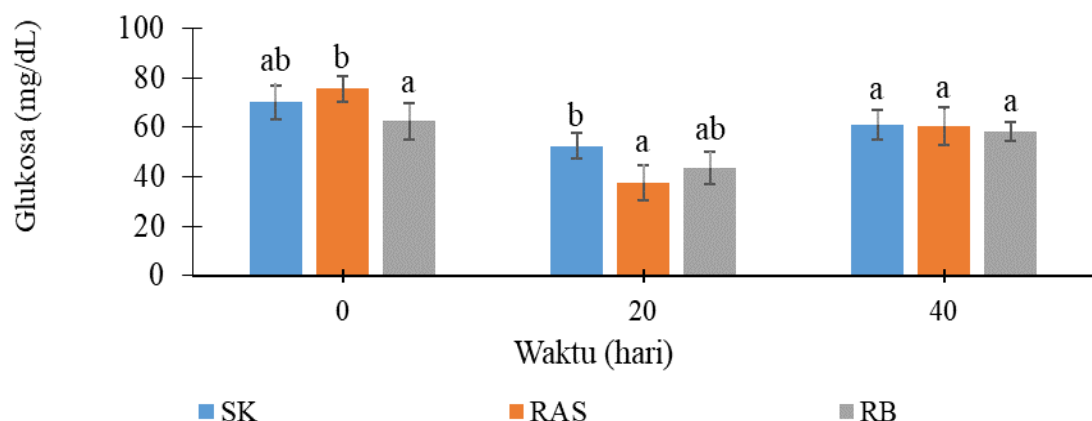 Glukosa (mg/dL)
100
80
60
40
20
0
ab b a
b a ab
a a a
0 20 40
Waktu (hari)
SK RAS RB